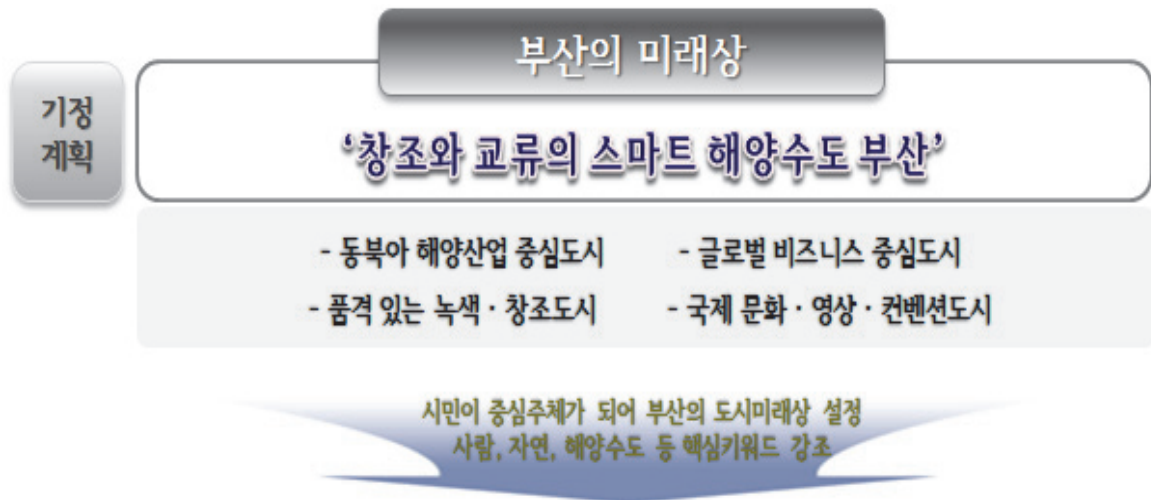 부산의 미래상
기정
계획
‘창조와 교류의 스마트 해양수도 부산’
- 동북아 해양산업 중심도시
- 글로벌 비즈니스 중심도시
- 품격 있는 녹색 · 창조도시
- 국제 문화 · 영상 · 컨벤션도시
시민이 중심주체가 되어 부산의 도시미래상 설정
사람, 자연, 해양수도 등 핵심키워드 강조